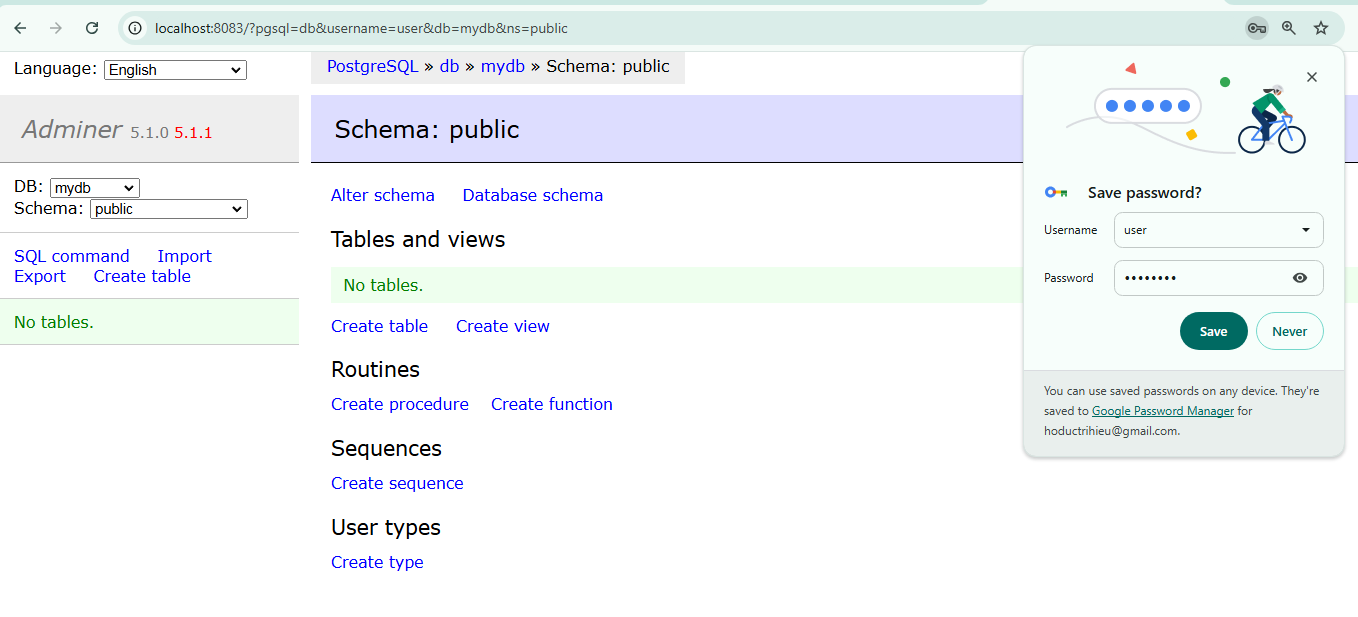 localhost:8083/?pgsql=db&username=user&db=mydb&ns=public
Language: English
PostgreSQL » db » mydb » Schema: public
Adminer 5.1.0 5.1.1
Schema: public
DB: mydb
Schema: public
SQL command Import
Export Create table
No tables.
Alter schema Database schema
Tables and views
No tables.
Create table Create view
Routines
Create procedure Create function
Sequences
Create sequence
User types
Create type
Save password?
Username user
Password ••••••••
Save Never
You can use saved passwords on any device. They're
saved to Google Password Manager for
hoductrihieu@gmail.com.